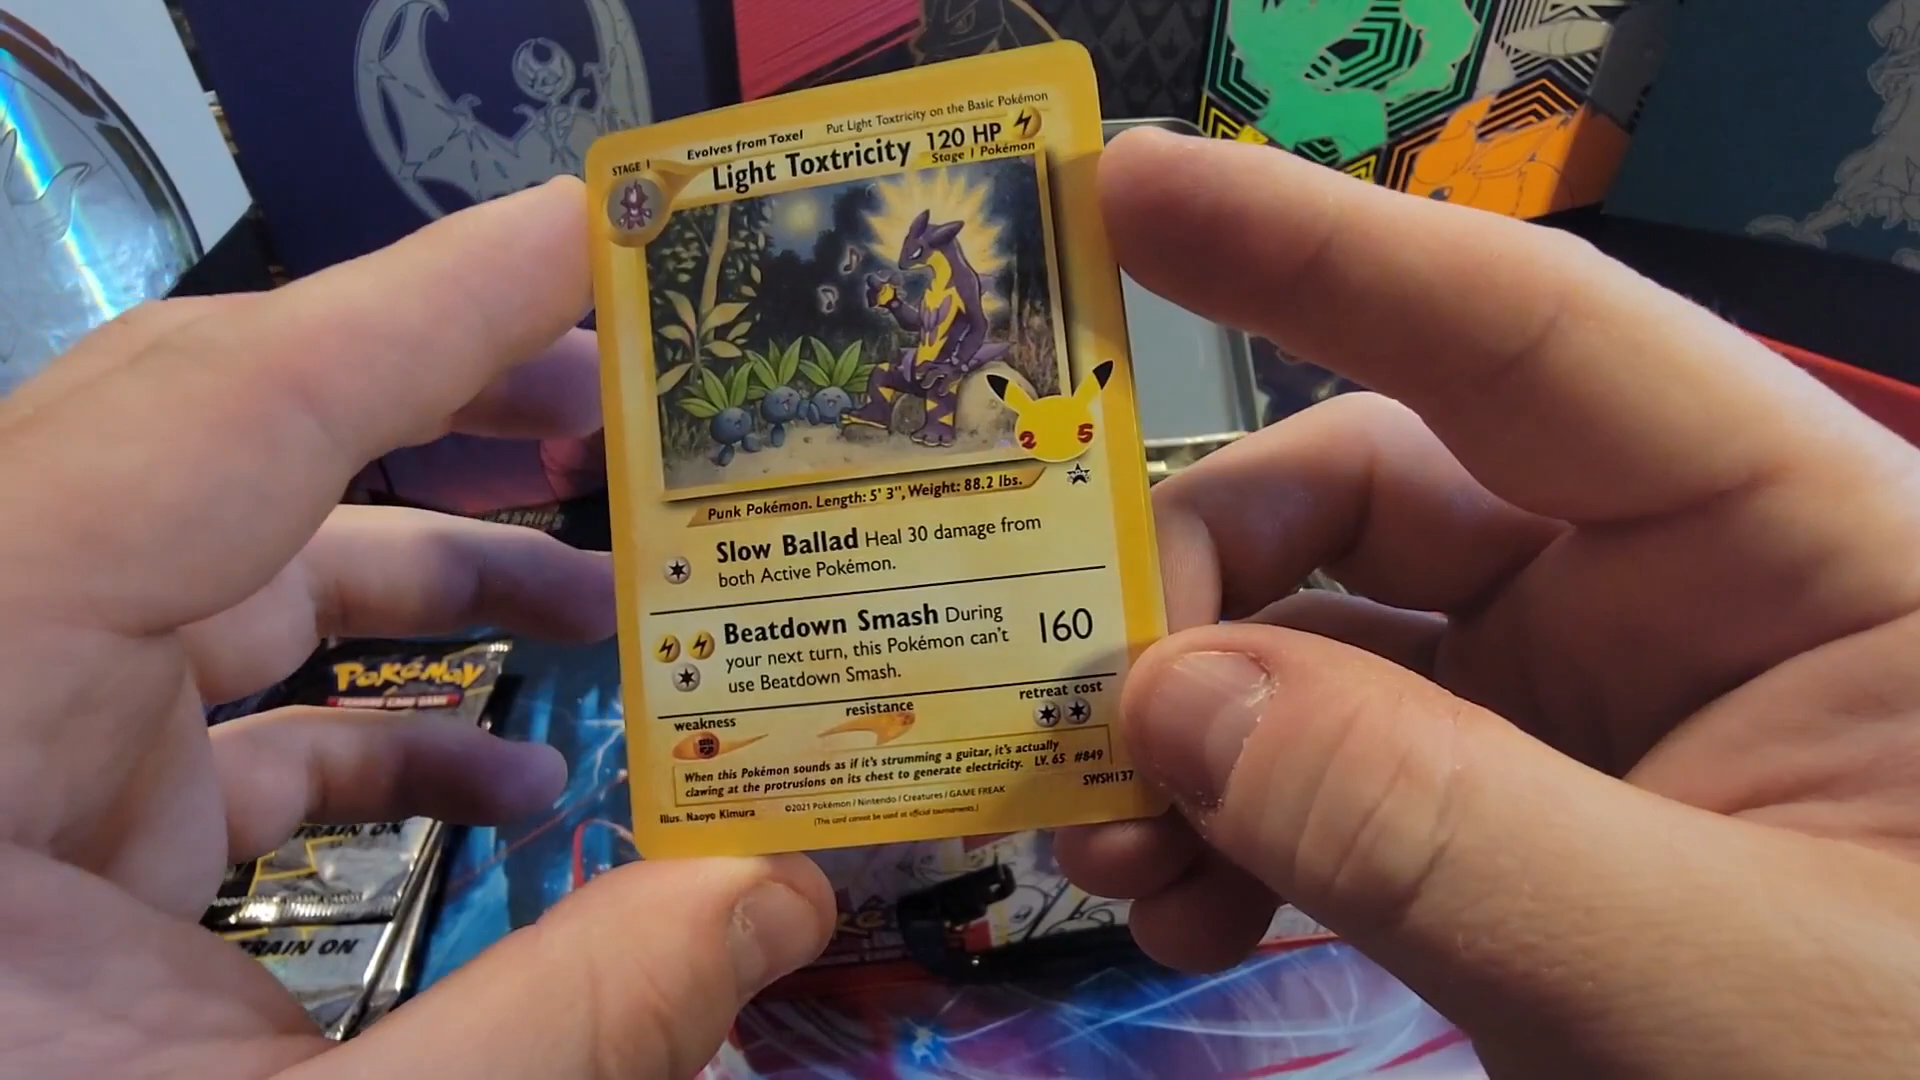 Evolves from Toxel
Put Light Toxtricity on the Basic Pokémon
STAGE 1
Light Toxtricity
120 HP
Stage 1 Pokémon
2 5
Punk Pokémon. Length: 5' 3", Weight: 88.2 lbs.
Slow Ballad Heal 30 damage from
both Active Pokémon.
Beatdown Smash During
your next turn, this Pokémon can't
use Beatdown Smash.
160
weakness
resistance
retreat cost
When this Pokémon sounds as if it's strumming a guitar, it's actually
clawing at the protrusions on its chest to generate electricity. LV. 65 #849
SWSH137
Illus. Naoyo Kimura
©2021 Pokémon / Nintendo / Creatures / GAME FREAK
(This card cannot be used at official tournaments.)
POKéMON
TRADING CARD GAME
TRAIN ON
TRAIN ON